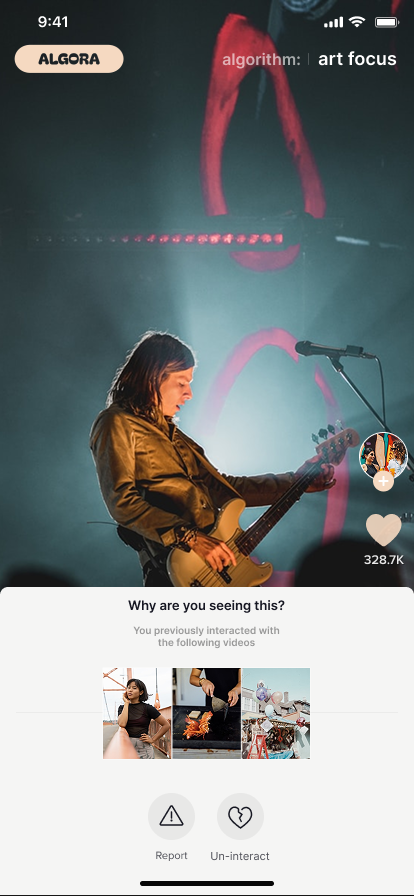 9:41
ALGORA
algorithm: art focus
328.7K
Why are you seeing this?
You previously interacted with
the following videos
Report
Un-interact